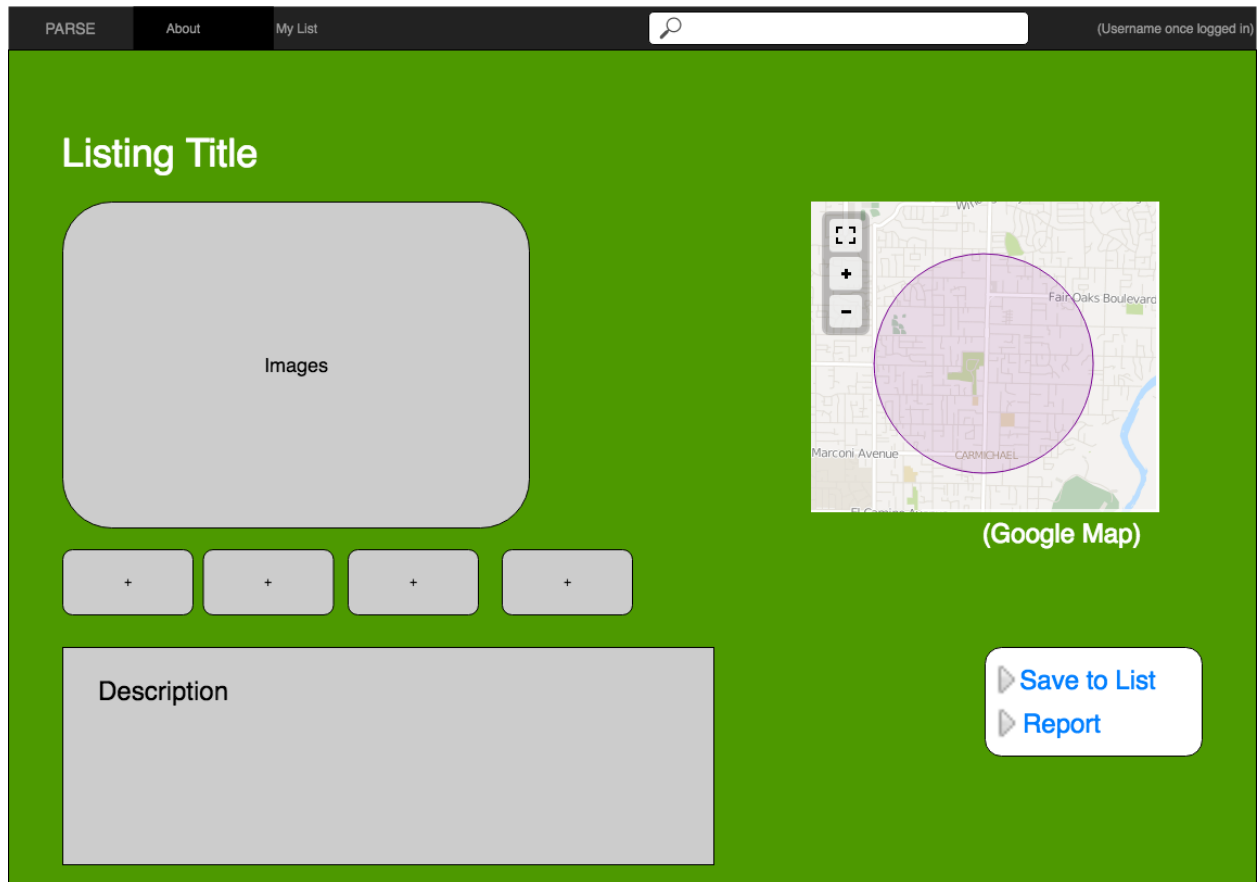 PARSE About My List (Username once logged in)
Listing Title
Images
Fair Oaks Boulevard
Marconi Avenue
CARMICHAEL
(Google Map)
+ + + +
Description
Save to List
Report